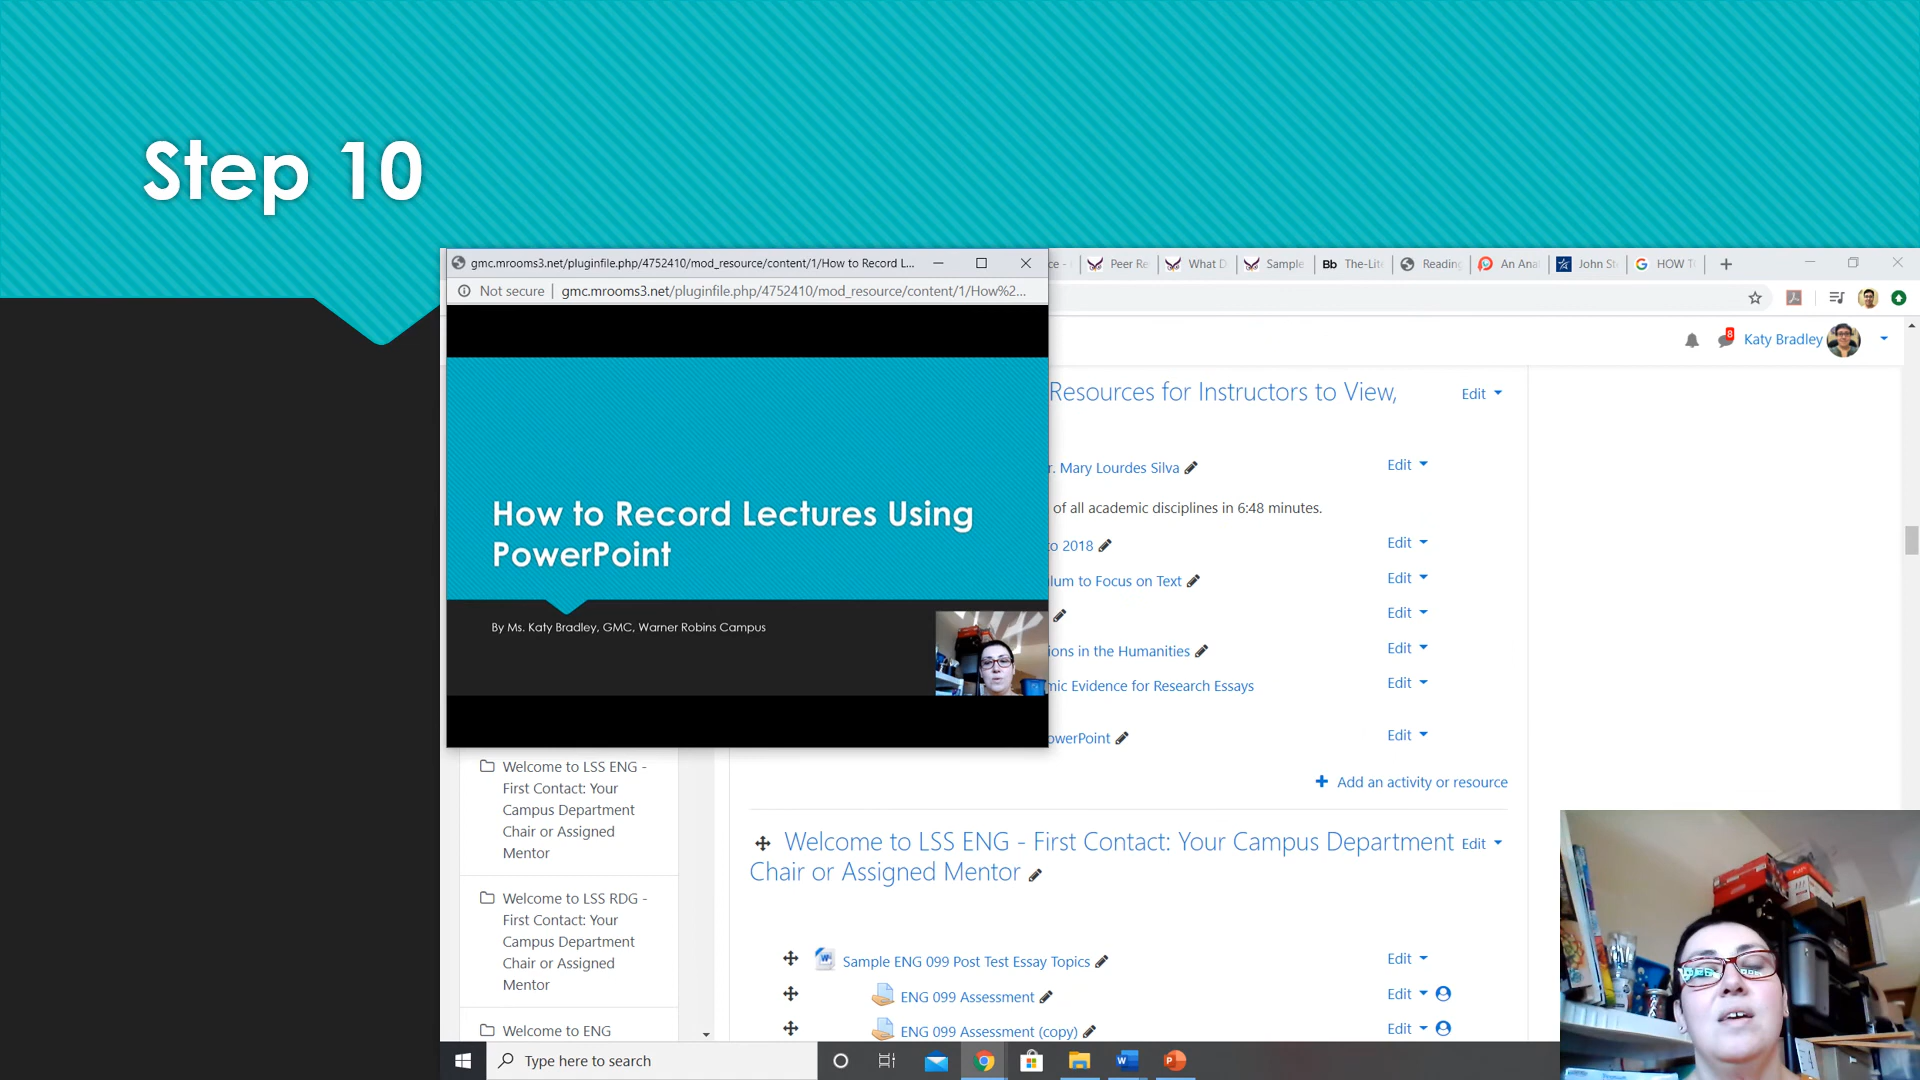 Step 10
gmc.mrooms3.net/pluginfile.php/4752410/mod_resource/content/1/How to Record L...
Peer Re
What D
Sample
Bb The-Lite
Reading
An Ana
John St
HOW T
Not secure | gmc.mrooms3.net/pluginfile.php/4752410/mod_resource/content/1/How%2...
8
Katy Bradley
How to Record Lectures Using
PowerPoint
By Ms. Katy Bradley, GMC, Warner Robins Campus
Resources for Instructors to View,
Edit
r. Mary Lourdes Silva
Edit
of all academic disciplines in 6:48 minutes.
to 2018
Edit
ulum to Focus on Text
Edit
Edit
ions in the Humanities
Edit
mic Evidence for Research Essays
Edit
owerPoint
Edit
Add an activity or resource
Welcome to LSS ENG -
First Contact: Your
Campus Department
Chair or Assigned
Mentor
Welcome to LSS RDG -
First Contact: Your
Campus Department
Chair or Assigned
Mentor
Welcome to ENG
Welcome to LSS ENG - First Contact: Your Campus Department
Chair or Assigned Mentor
Edit
Sample ENG 099 Post Test Essay Topics
Edit
ENG 099 Assessment
Edit
ENG 099 Assessment (copy)
Edit
Type here to search